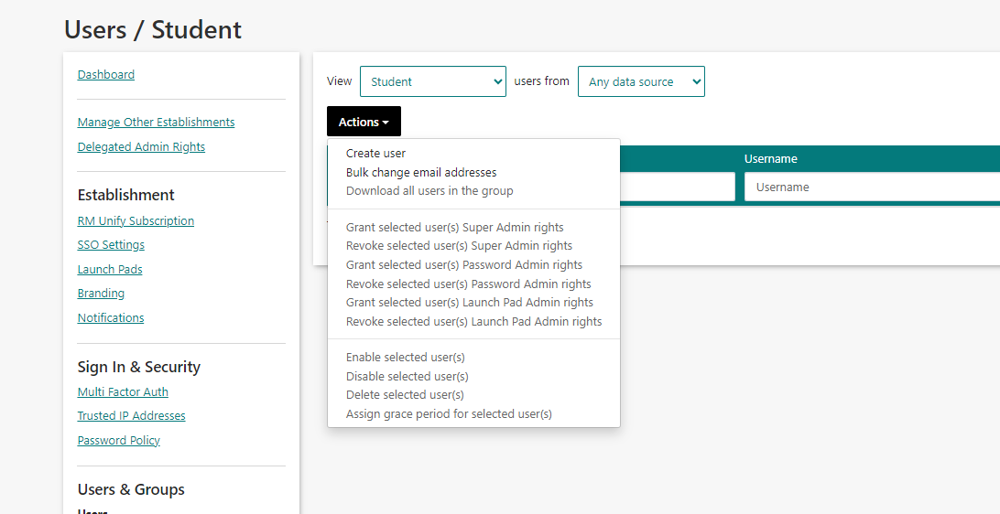 Users / Student
Dashboard
Manage Other Establishments
Delegated Admin Rights
Establishment
RM Unify Subscription
SSO Settings
Launch Pads
Branding
Notifications
Sign In & Security
Multi Factor Auth
Trusted IP Addresses
Password Policy
Users & Groups
Users
View Student users from Any data source
Actions
Create user
Bulk change email addresses
Download all users in the group
Grant selected user(s) Super Admin rights
Revoke selected user(s) Super Admin rights
Grant selected user(s) Password Admin rights
Revoke selected user(s) Password Admin rights
Grant selected user(s) Launch Pad Admin rights
Revoke selected user(s) Launch Pad Admin rights
Enable selected user(s)
Disable selected user(s)
Delete selected user(s)
Assign grace period for selected user(s)
Username
Username